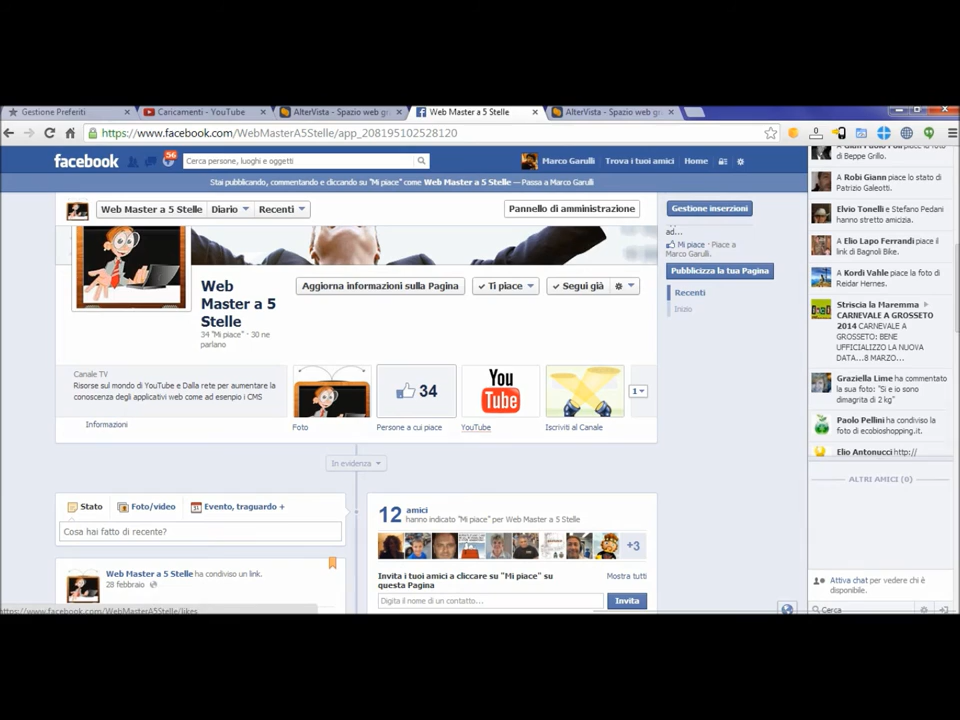 Gestione Preferiti
Caricamenti - YouTube
AlterVista - Spazio web gr
Web Master a 5 Stelle
AlterVista - Spazio web gr
https://www.facebook.com/WebMasterA5Stelle/app_208195102528120
facebook
56
Cerca persone, luoghi e oggetti
Marco Garulli
Trova i tuoi amici
Home
Stai pubblicando, commentando e cliccando su "Mi piace" come Web Master a 5 Stelle — Passa a Marco Garulli
Web Master a 5 Stelle
Diario
Recenti
Pannello di amministrazione
Gestione inserzioni
ad...
Mi piace · Piace a
Marco Garulli.
Pubblicizza la tua Pagina
Recenti
Inizio
Web
Master a 5
Stelle
34 "Mi piace" · 30 ne
parlano
Aggiorna informazioni sulla Pagina
Ti piace
Segui già
Canale TV
Risorse sul mondo di YouTube e Dalla rete per aumentare la
conoscenza degli applicativi web come ad esempio i CMS
Informazioni
34
You
Tube
1
Foto
Persone a cui piace
YouTube
Iscriviti al Canale
In evidenza
Stato
Foto/video
31
Evento, traguardo +
Cosa hai fatto di recente?
Web Master a 5 Stelle ha condiviso un link.
28 febbraio
12
amici
hanno indicato "Mi piace" per Web Master a 5 Stelle
+3
Invita i tuoi amici a cliccare su "Mi piace" su
questa Pagina
Mostra tutti
Digita il nome di un contatto...
Invita
https://www.facebook.com/WebMasterA5Stelle/likes
di Beppe Grillo.
A Robi Giann piace lo stato di
Patrizio Galeotti.
Elvio Tonelli e Stefano Pedani
hanno stretto amicizia.
A Elio Lapo Ferrandi piace il
link di Bagnoli Bike.
A Kordi Vahle piace la foto di
Reidar Hernes.
Striscia la Maremma
CARNEVALE A GROSSETO
2014 CARNEVALE A
GROSSETO: BENE
UFFICIALIZZO LA NUOVA
DATA...8 MARZO...
Graziella Lime ha commentato
la sua foto: "Si e io sono
dimagrita di 2 kg"
Paolo Pellini ha condiviso la
foto di ecobioshopping.it.
Elio Antonucci http://
ALTRI AMICI (0)
Attiva chat per vedere chi è
disponibile.
Cerca